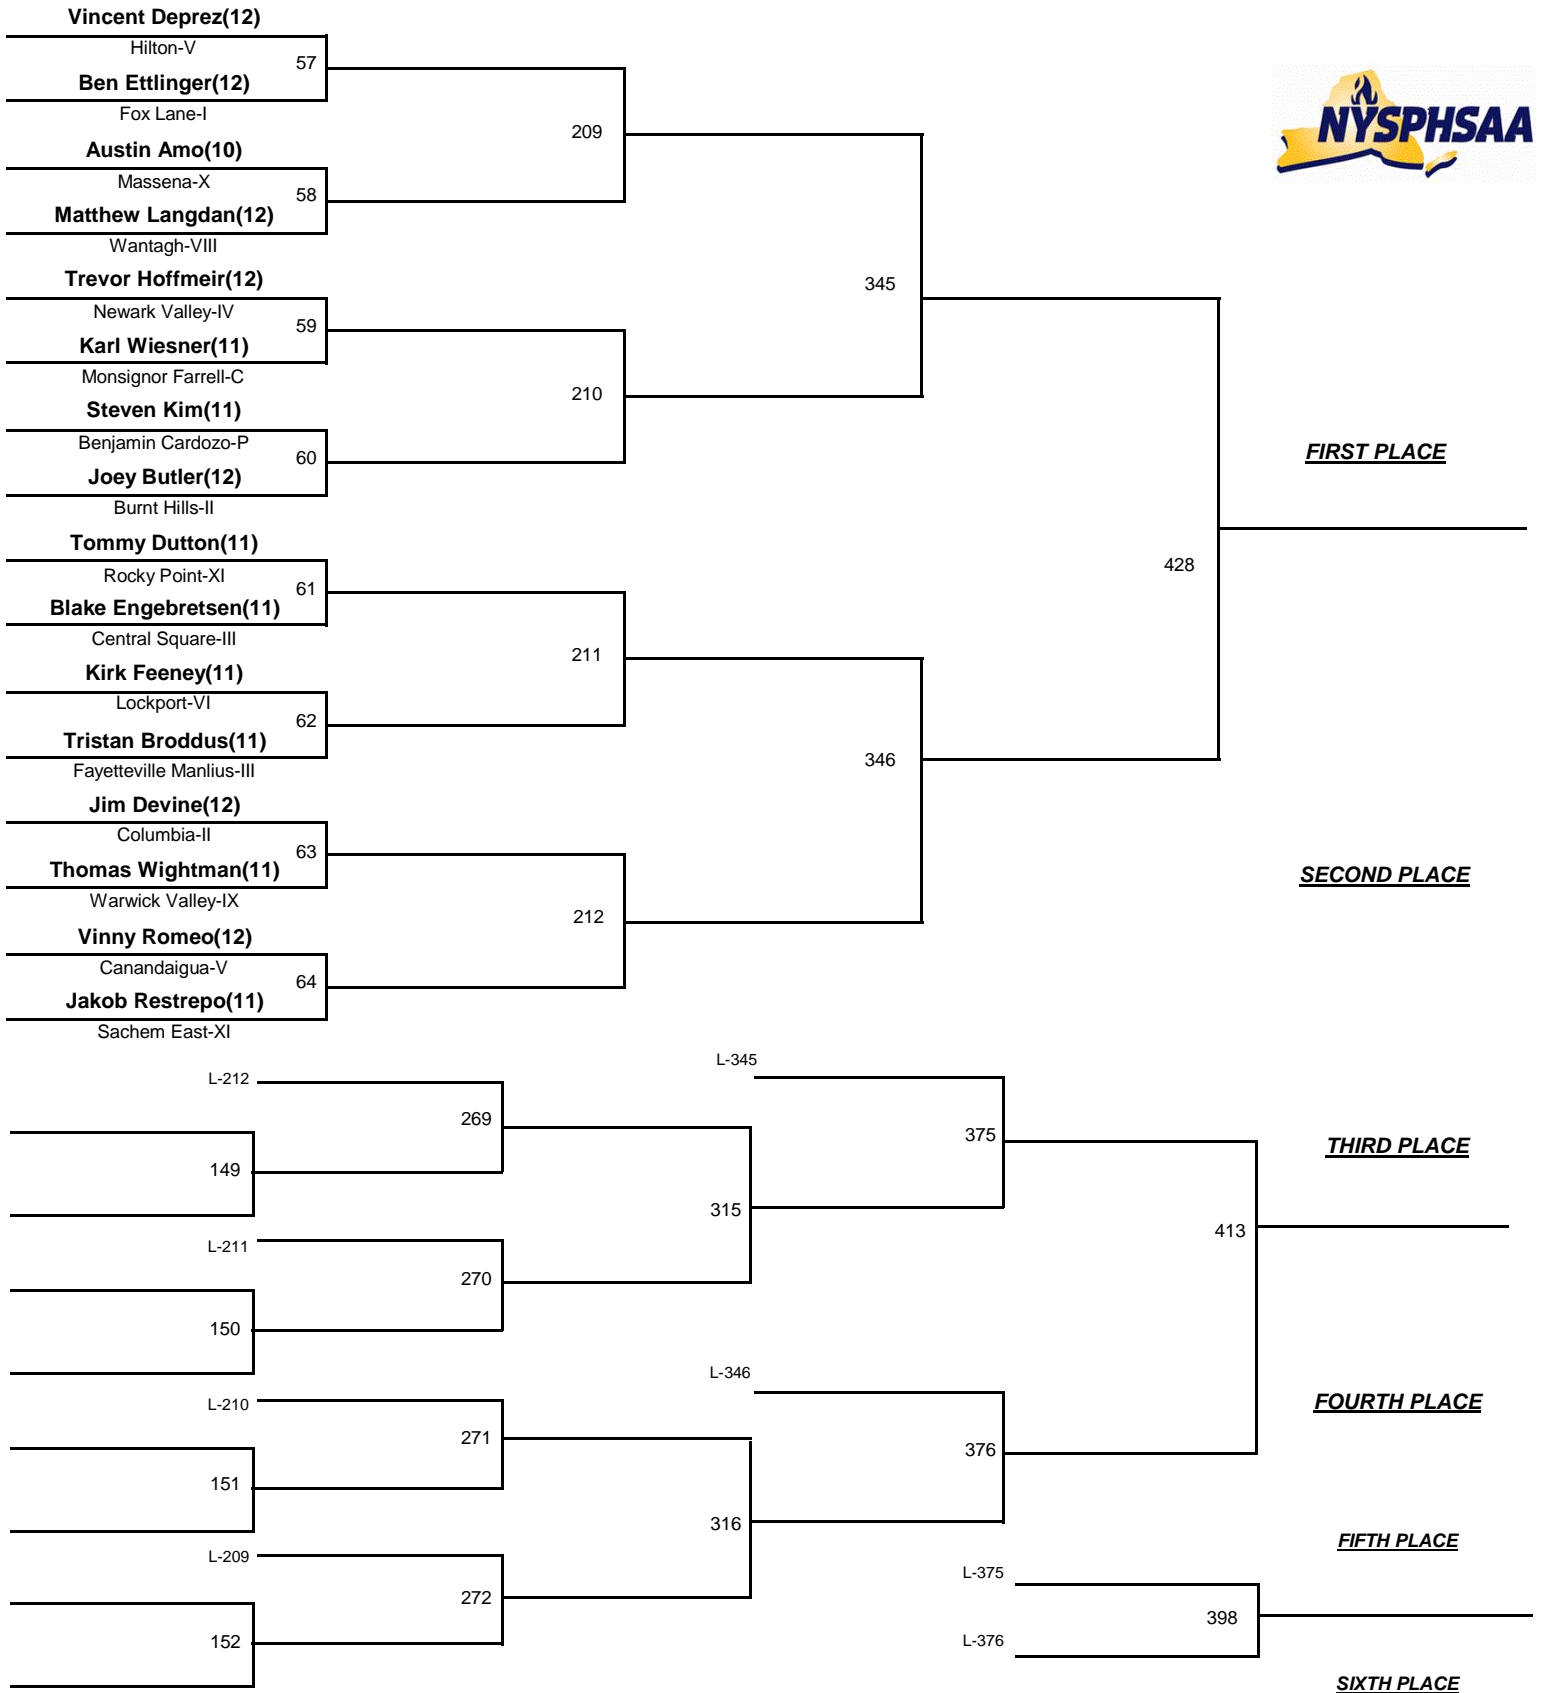 Vincent Deprez(12)
Hilton-V
57
Ben Ettlinger(12)
Fox Lane-I
209
Austin Amo(10)
Massena-X
58
Matthew Langdan(12)
Wantagh-VIII
NYSPHSAA
Trevor Hoffmeir(12)
345
Newark Valley-IV
59
Karl Wiesner(11)
Monsignor Farrell-C
210
Steven Kim(11)
Benjamin Cardozo-P
60
Joey Butler(12)
Burnt Hills-II
FIRST PLACE
Tommy Dutton(11)
428
Rocky Point-XI
61
Blake Engebretsen(11)
Central Square-III
211
Kirk Feeney(11)
Lockport-VI
62
Tristan Broddus(11)
Fayetteville Manlius-III
346
Jim Devine(12)
Columbia-II
63
Thomas Wightman(11)
Warwick Valley-IX
212
SECOND PLACE
Vinny Romeo(12)
Canandaigua-V
64
Jakob Restrepo(11)
Sachem East-XI
L-212
L-345
269
375
THIRD PLACE
149
315
413
L-211
270
150
L-346
L-210
FOURTH PLACE
271
376
151
316
FIFTH PLACE
L-209
L-375
272
398
152
L-376
SIXTH PLACE